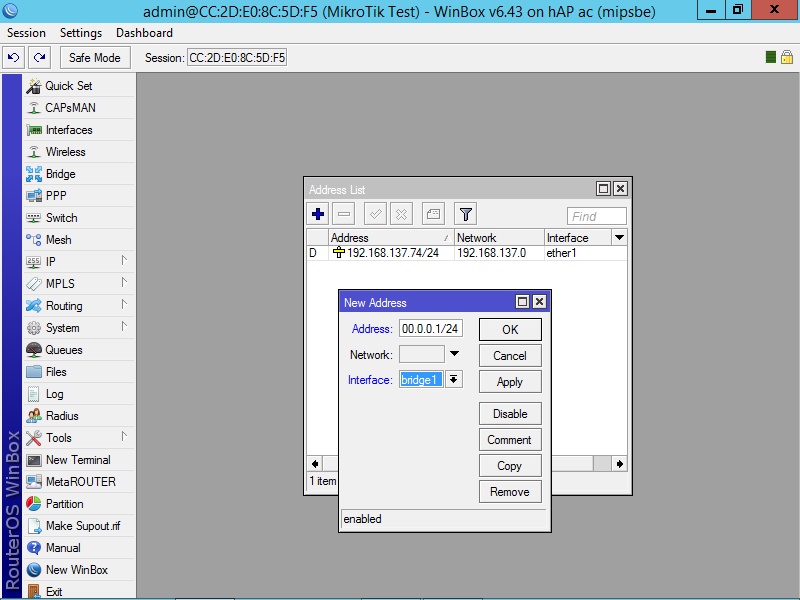 admin@CC:2D:E0:8C:5D:F5 (MikroTik Test) - WinBox v6.43 on hAP ac (mipsbe)
Session Settings Dashboard
Safe Mode Session: CC:2D:E0:8C:5D:F5
Quick Set
CAPsMAN
Interfaces
Wireless
Bridge
PPP
Switch
Mesh
IP
MPLS
Routing
System
Queues
Files
Log
Radius
Tools
New Terminal
MetaROUTER
Partition
Make Supout.rif
Manual
New WinBox
Exit
RouterOS WinBox
Address List
Find
Address Network Interface
D 192.168.137.74/24 192.168.137.0 ether1
1 item
New Address
Address: 00.0.0.1/24
Network:
Interface: bridge1
OK
Cancel
Apply
Disable
Comment
Copy
Remove
enabled